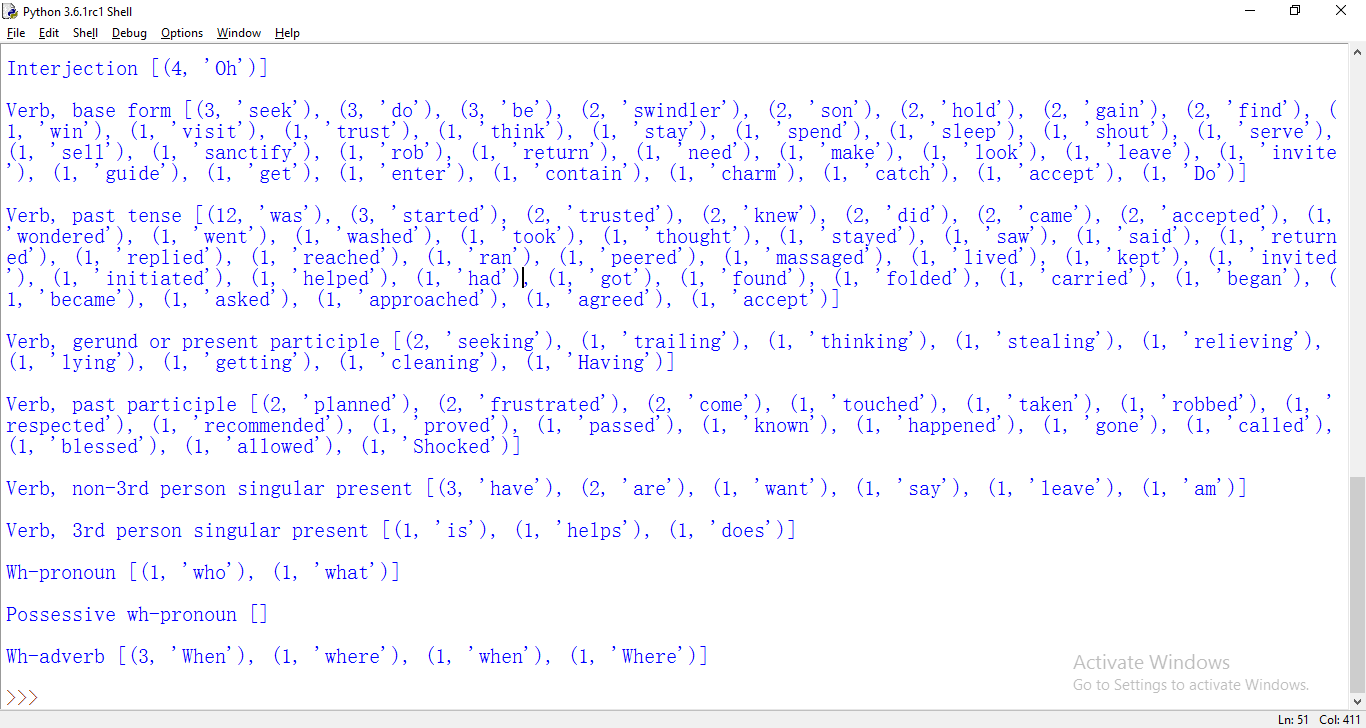 Python 3.6.1rc1 Shell
File Edit Shell Debug Options Window Help
Interjection [(4, 'Oh')]
Verb, base form [(3, 'seek'), (3, 'do'), (3, 'be'), (2, 'swindler'), (2, 'son'), (2, 'hold'), (2, 'gain'), (2, 'find'), (
1, 'win'), (1, 'visit'), (1, 'trust'), (1, 'think'), (1, 'stay'), (1, 'spend'), (1, 'sleep'), (1, 'shout'), (1, 'serve'),
(1, 'sell'), (1, 'sanctify'), (1, 'rob'), (1, 'return'), (1, 'need'), (1, 'make'), (1, 'look'), (1, 'leave'), (1, 'invite
'), (1, 'guide'), (1, 'get'), (1, 'enter'), (1, 'contain'), (1, 'charm'), (1, 'catch'), (1, 'accept'), (1, 'Do')]
Verb, past tense [(12, 'was'), (3, 'started'), (2, 'trusted'), (2, 'knew'), (2, 'did'), (2, 'came'), (2, 'accepted'), (1,
'wondered'), (1, 'went'), (1, 'washed'), (1, 'took'), (1, 'thought'), (1, 'stayed'), (1, 'saw'), (1, 'said'), (1, 'return
ed'), (1, 'replied'), (1, 'reached'), (1, 'ran'), (1, 'peered'), (1, 'massaged'), (1, 'lived'), (1, 'kept'), (1, 'invited
'), (1, 'initiated'), (1, 'helped'), (1, 'had'), (1, 'got'), (1, 'found'), (1, 'folded'), (1, 'carried'), (1, 'began'), (
1, 'became'), (1, 'asked'), (1, 'approached'), (1, 'agreed'), (1, 'accept')]
Verb, gerund or present participle [(2, 'seeking'), (1, 'trailing'), (1, 'thinking'), (1, 'stealing'), (1, 'relieving'),
(1, 'lying'), (1, 'getting'), (1, 'cleaning'), (1, 'Having')]
Verb, past participle [(2, 'planned'), (2, 'frustrated'), (2, 'come'), (1, 'touched'), (1, 'taken'), (1, 'robbed'), (1, '
respected'), (1, 'recommended'), (1, 'proved'), (1, 'passed'), (1, 'known'), (1, 'happened'), (1, 'gone'), (1, 'called'),
(1, 'blessed'), (1, 'allowed'), (1, 'Shocked')]
Verb, non-3rd person singular present [(3, 'have'), (2, 'are'), (1, 'want'), (1, 'say'), (1, 'leave'), (1, 'am')]
Verb, 3rd person singular present [(1, 'is'), (1, 'helps'), (1, 'does')]
Wh-pronoun [(1, 'who'), (1, 'what')]
Possessive wh-pronoun []
Wh-adverb [(3, 'When'), (1, 'where'), (1, 'when'), (1, 'Where')]
>>>
Activate Windows
Go to Settings to activate Windows.
Ln: 51 Col: 411